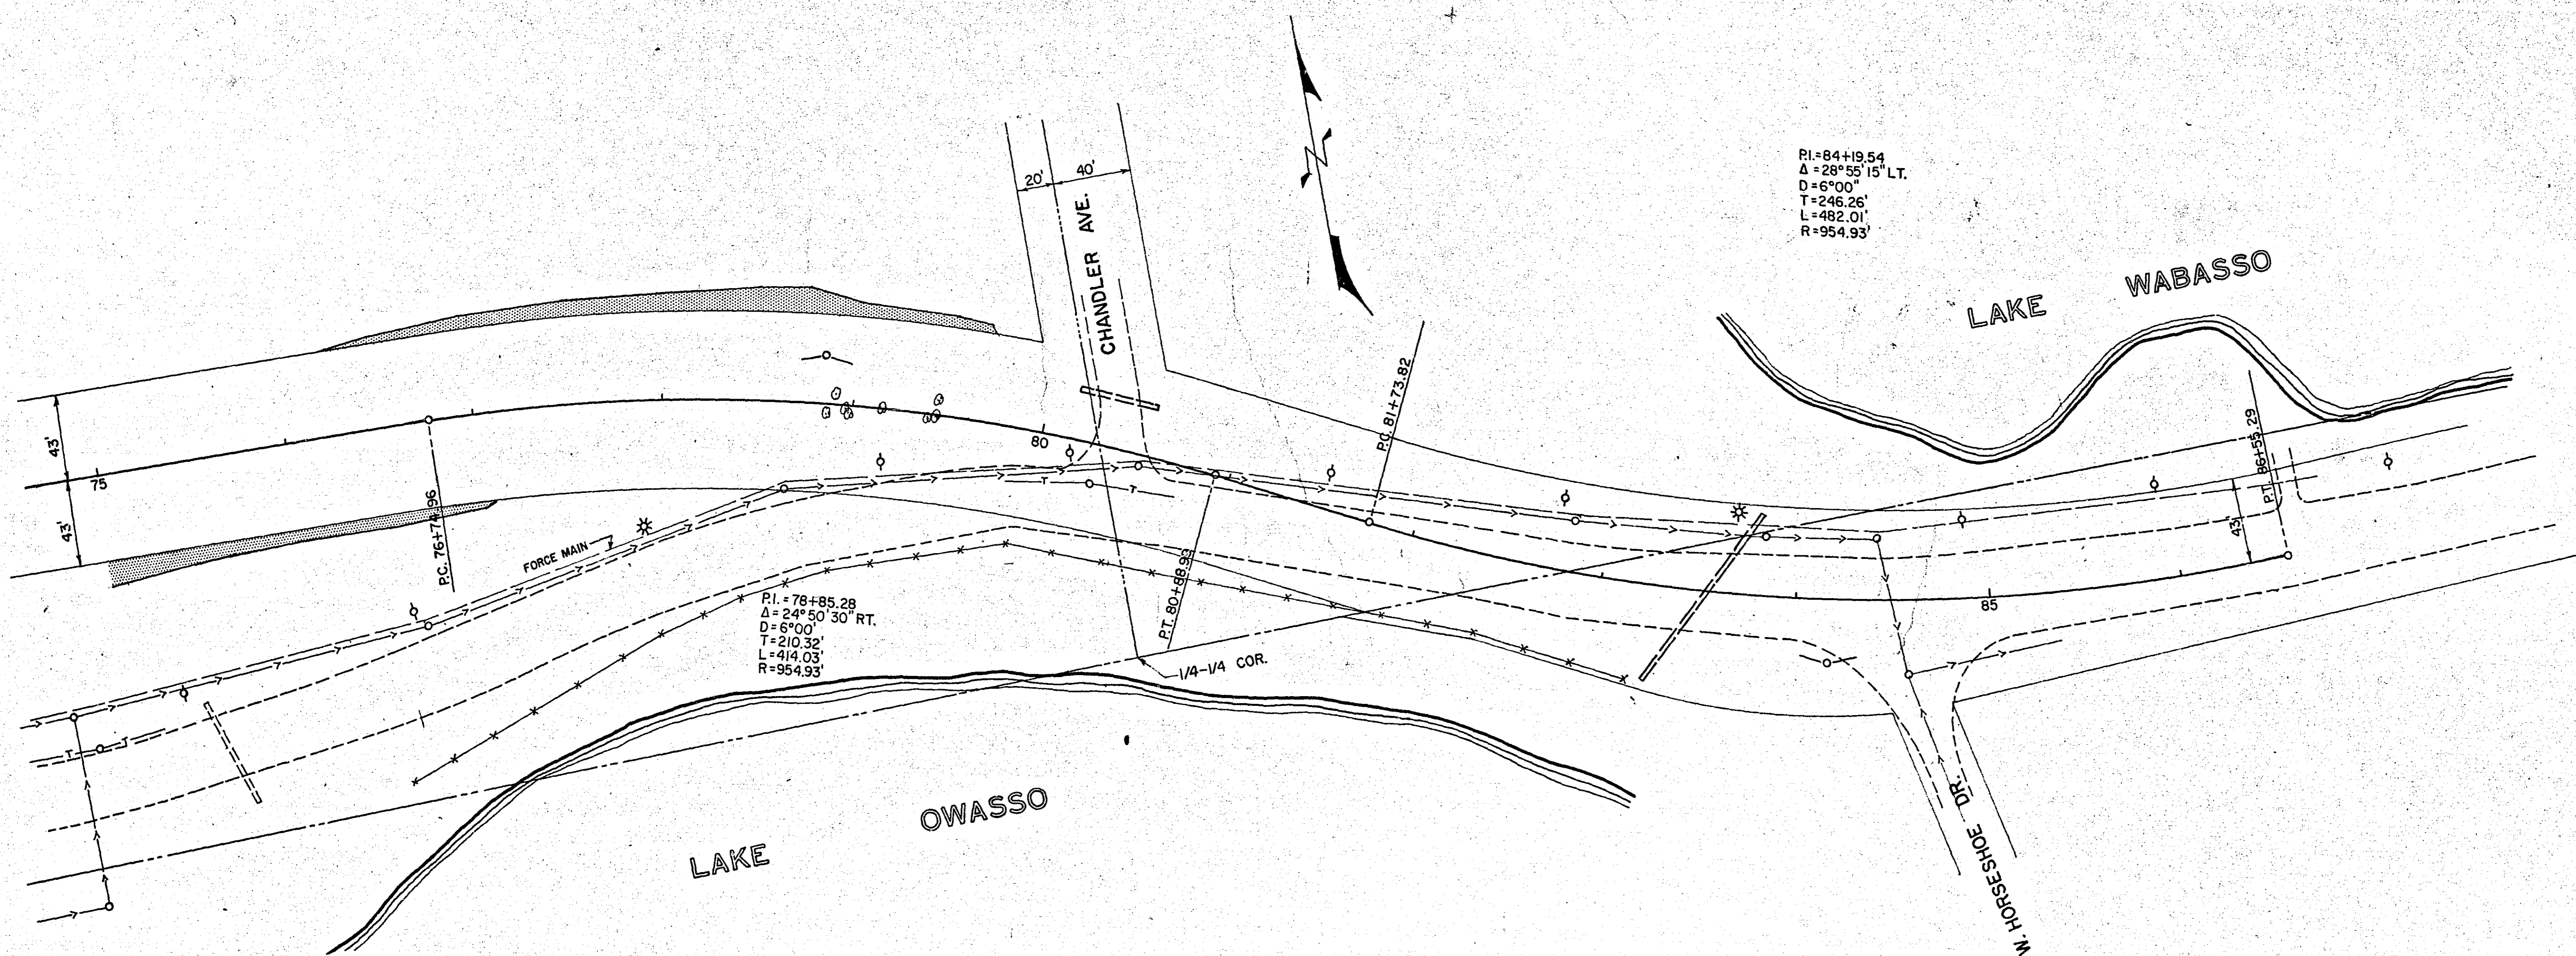 20'
40'
CHANDLER AVE.
P.I.=84+19.54
Δ=28°55'15"LT.
D=6°00"
T=246.26'
L=482.01'
R=954.93'
LAKE WABASSO
43'
43'
75
P.C. 76+74.96
80
P.C. 81+73.82
P.T. 86+55.29
43'
FORCE MAIN
T
T
T
T
P.I.=78+85.28
Δ=24°50'30"RT.
D=6°00'
T=210.32'
L=414.03'
R=954.93'
P.T. 80+88.99
1/4-1/4 COR.
85
LAKE OWASSO
W. HORSESHOE DR.